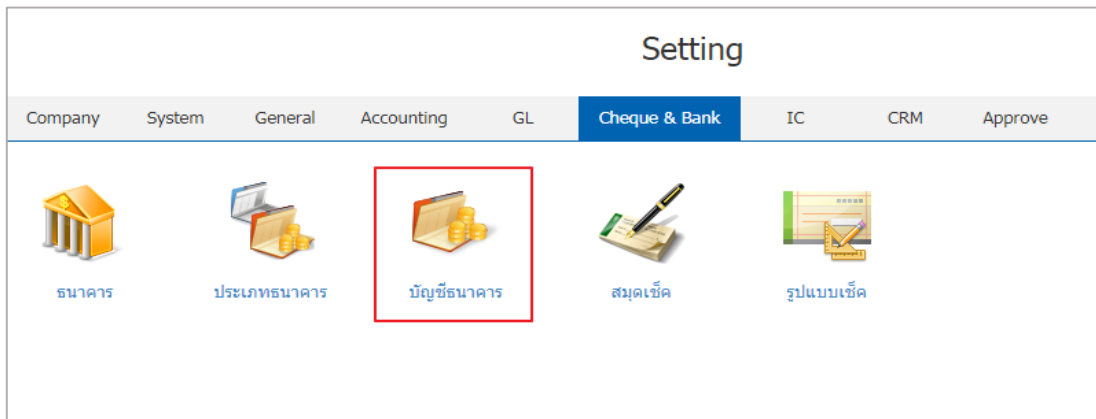 Setting
Company System General Accounting GL Cheque & Bank IC CRM Approve
ธนาคาร ประเภทธนาคาร บัญชีธนาคาร สมุดเช็ค รูปแบบเช็ค